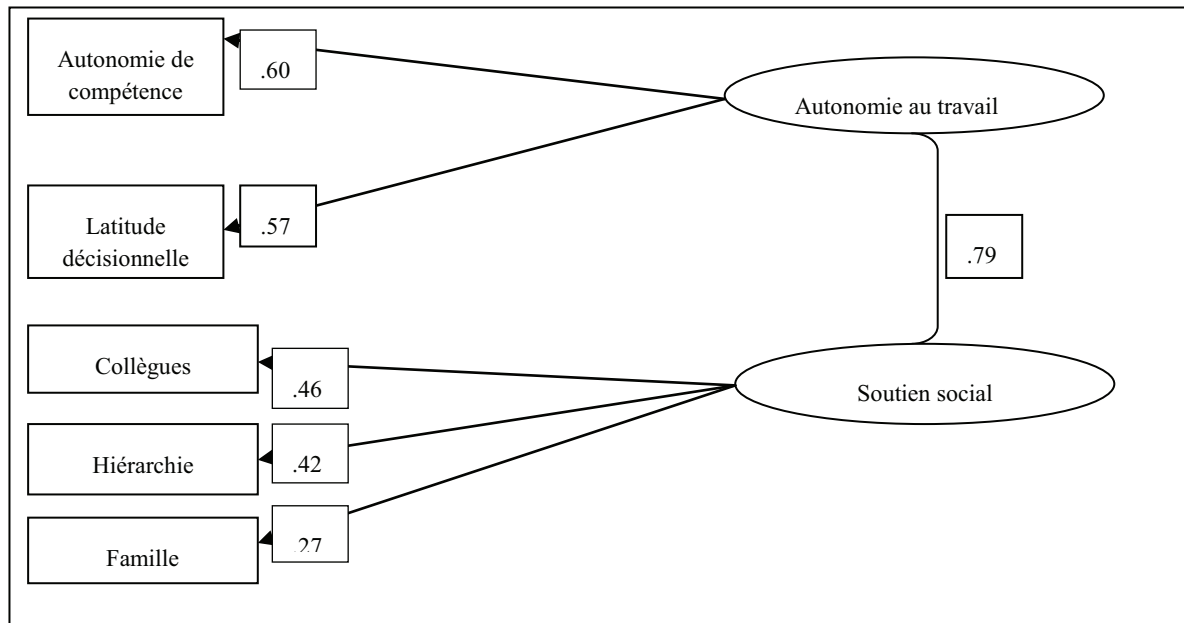 Autonomie de
compétence
.60
Autonomie au travail
Latitude
décisionnelle
.57
.79
Collègues
.46
Soutien social
Hiérarchie
.42
Famille
.27